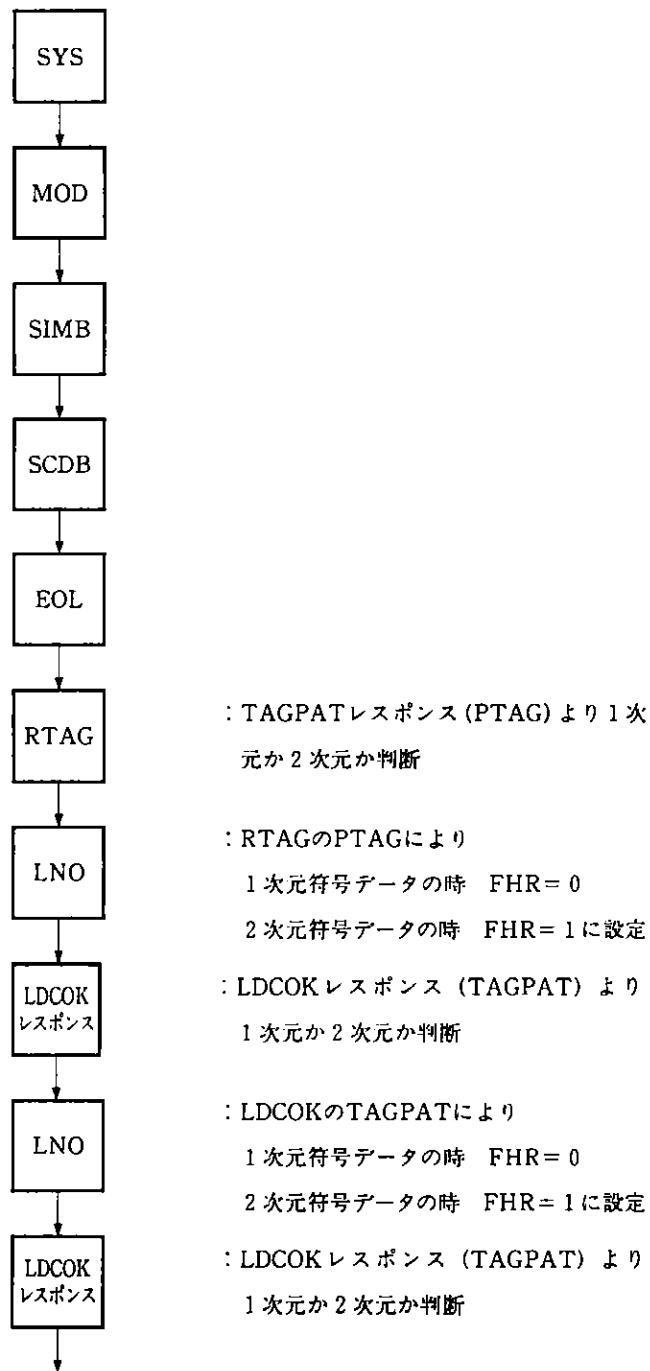 SYS
MOD
SIMB
SCDB
EOL
RTAG
:TAGPATレスポンス(PTAG)より1次
元か2次元か判断
LNO
:RTAGのPTAGにより
1次元符号データの時 FHR=0
2次元符号データの時 FHR=1に設定
LDCOK
レスポンス
:LDCOKレスポンス (TAGPAT) より
1次元か2次元か判断
LNO
:LDCOKのTAGPATにより
1次元符号データの時 FHR=0
2次元符号データの時 FHR=1に設定
LDCOK
レスポンス
:LDCOKレスポンス (TAGPAT) より
1次元か2次元か判断